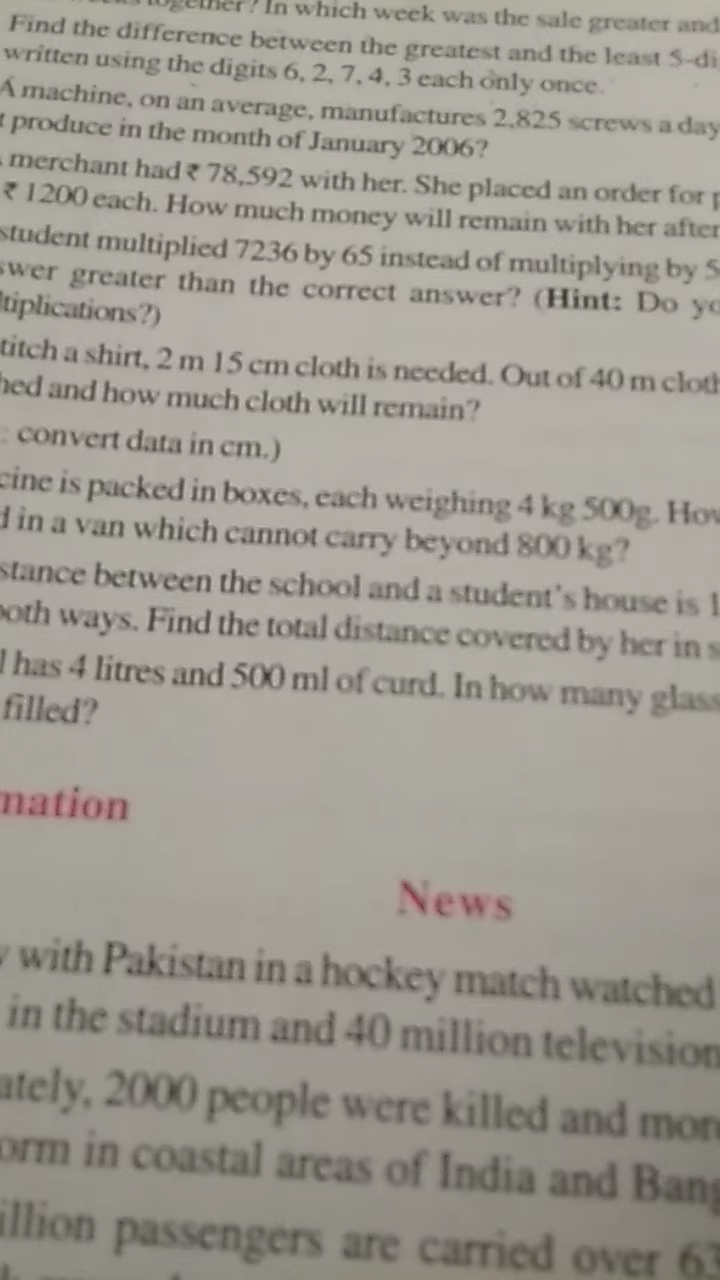 together? In which week was the sale greater and
Find the difference between the greatest and the least 5-di
written using the digits 6, 2, 7, 4, 3 each only once.
A machine, on an average, manufactures 2,825 screws a day
t produce in the month of January 2006?
merchant had ₹ 78,592 with her. She placed an order for p
₹ 1200 each. How much money will remain with her after
student multiplied 7236 by 65 instead of multiplying by 5
swer greater than the correct answer? (Hint: Do yo
ltiplications?)
titch a shirt, 2 m 15 cm cloth is needed. Out of 40 m cloth
hed and how much cloth will remain?
: convert data in cm.)
cine is packed in boxes, each weighing 4 kg 500g. How
d in a van which cannot carry beyond 800 kg?
stance between the school and a student's house is 1
both ways. Find the total distance covered by her in s
l has 4 litres and 500 ml of curd. In how many glass
filled?
mation
News
y with Pakistan in a hockey match watched
in the stadium and 40 million television
ately, 2000 people were killed and more
orm in coastal areas of India and Bang
illion passengers are carried over 63